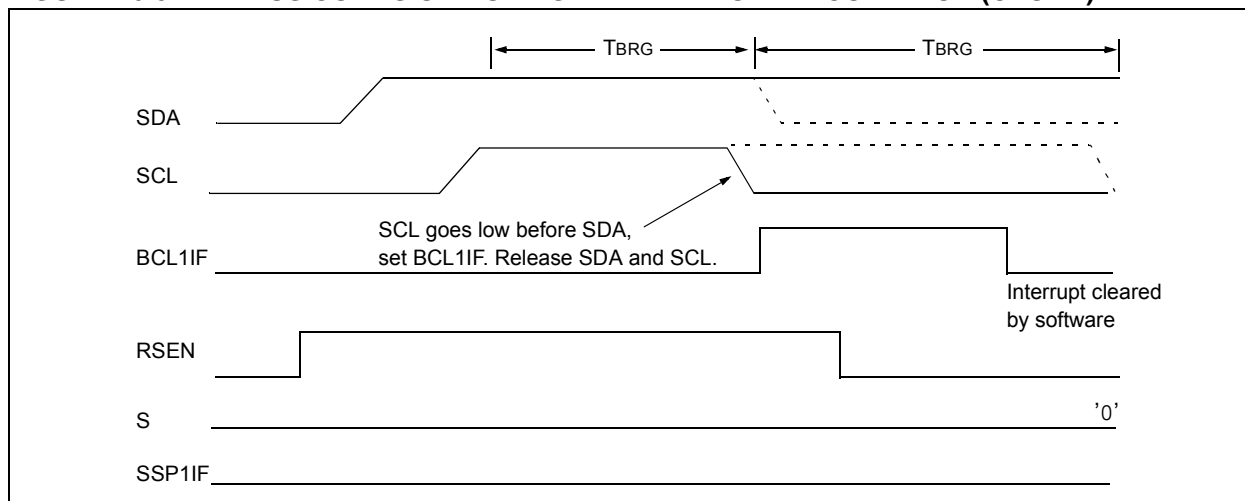 TBRG TBRG
SDA
SCL
SCL goes low before SDA,
set BCL1IF. Release SDA and SCL.
BCL1IF
Interrupt cleared
by software
RSEN
S
'0'
SSP1IF